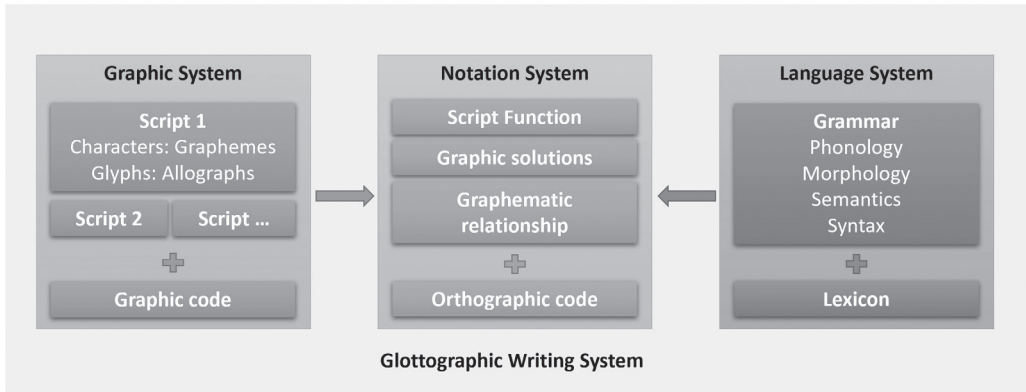 Graphic System
Script 1
Characters: Graphemes
Glyphs: Allographs
Script 2
Script ...
Graphic code
Notation System
Script Function
Graphic solutions
Graphematic
relationship
Orthographic code
Language System
Grammar
Phonology
Morphology
Semantics
Syntax
Lexicon
Glottographic Writing System